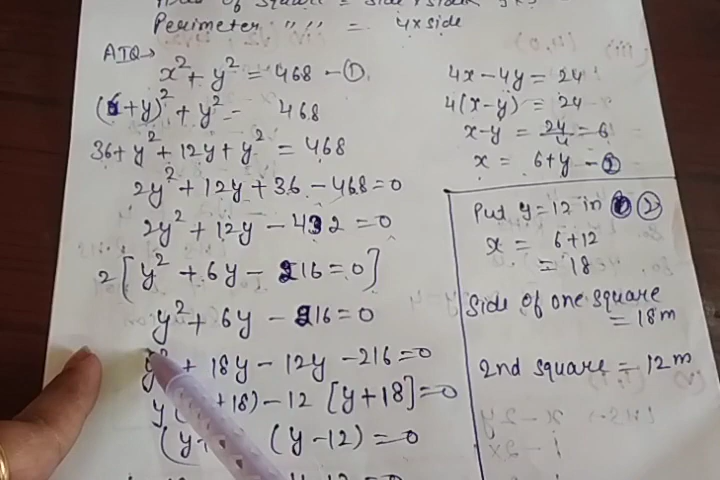 Perimeter " " = 4×side
ATQ→
x² + y² = 468 - ①
(6+y)² + y² = 468
36 + y² + 12y + y² = 468
2y² + 12y + 36 - 468 = 0
2y² + 12y - 432 = 0
2[y² + 6y - 216 = 0]
y² + 6y - 216 = 0
y² + 18y - 12y - 216 = 0
y( +18) - 12 [y+18] = 0
(y+ (y-12) = 0
4x - 4y = 24
4(x-y) = 24
x-y = 24/4 = 6
x = 6+y - ②
Put y = 12 in ②
x = 6+12
= 18
Side of one square
= 18m
2nd square = 12m